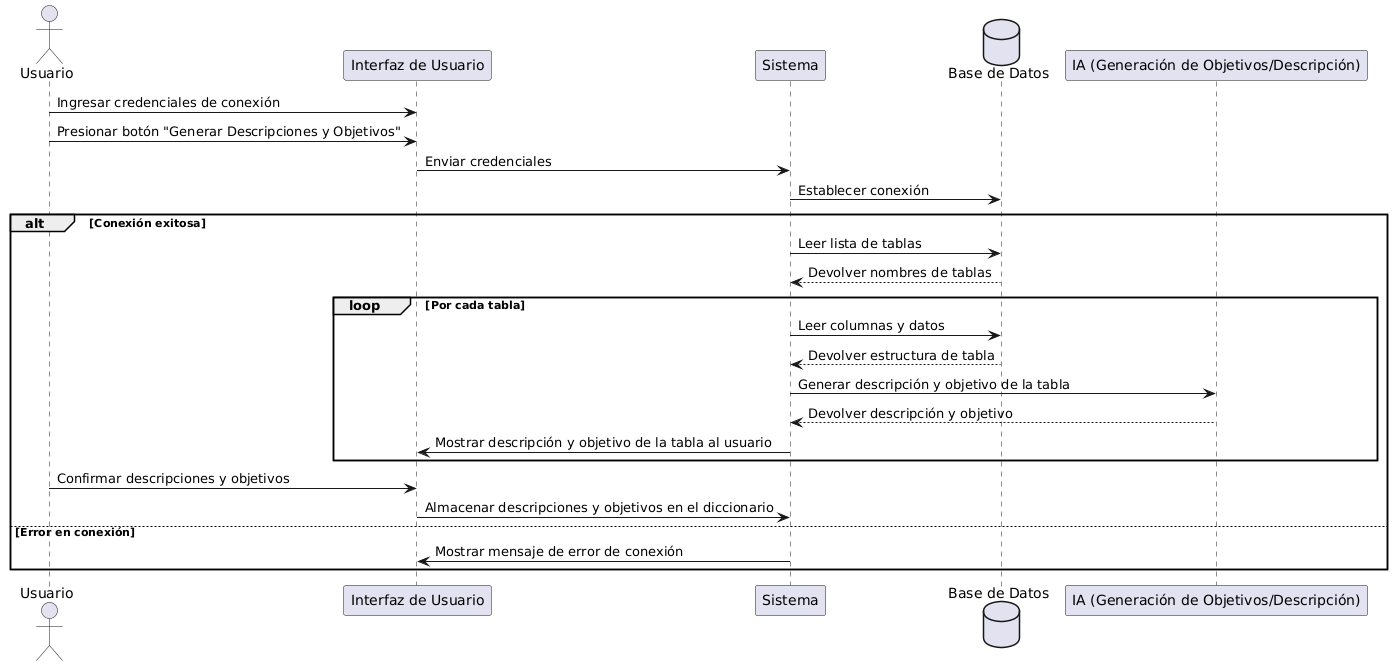 Usuario
Interfaz de Usuario
Sistema
Base de Datos
IA (Generación de Objetivos/Descripción)
Ingresar credenciales de conexión
Presionar botón "Generar Descripciones y Objetivos"
Enviar credenciales
Establecer conexión
alt [Conexión exitosa]
Leer lista de tablas
Devolver nombres de tablas
loop [Por cada tabla]
Leer columnas y datos
Devolver estructura de tabla
Generar descripción y objetivo de la tabla
Devolver descripción y objetivo
Mostrar descripción y objetivo de la tabla al usuario
Confirmar descripciones y objetivos
Almacenar descripciones y objetivos en el diccionario
[Error en conexión]
Mostrar mensaje de error de conexión
Usuario
Interfaz de Usuario
Sistema
Base de Datos
IA (Generación de Objetivos/Descripción)